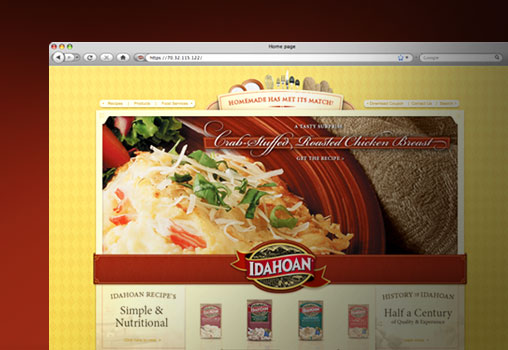 Home page
https://70.32.115.122/
Google
HOMEMADE HAS MET ITS MATCH!
Recipes | Products | Food Services
Download Coupon | Contact Us | Search
A TASTY SURPRISE
Crab-Stuffed, Roasted Chicken Breast
GET THE RECIPE >
IDAHOAN
IDAHOAN RECIPE'S
Simple &
Nutritional
HISTORY OF IDAHOAN
Half a Century
of Quality & Experience